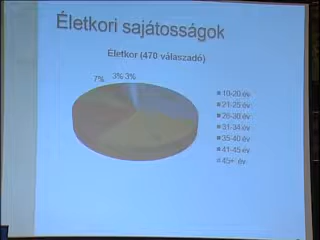 Életkori sajátosságok
Életkor (470 válaszadó)
7% 3% 3%
10-20 év
21-25 év
26-30 év
31-34 év
35-40 év
41-45 év
45+ év